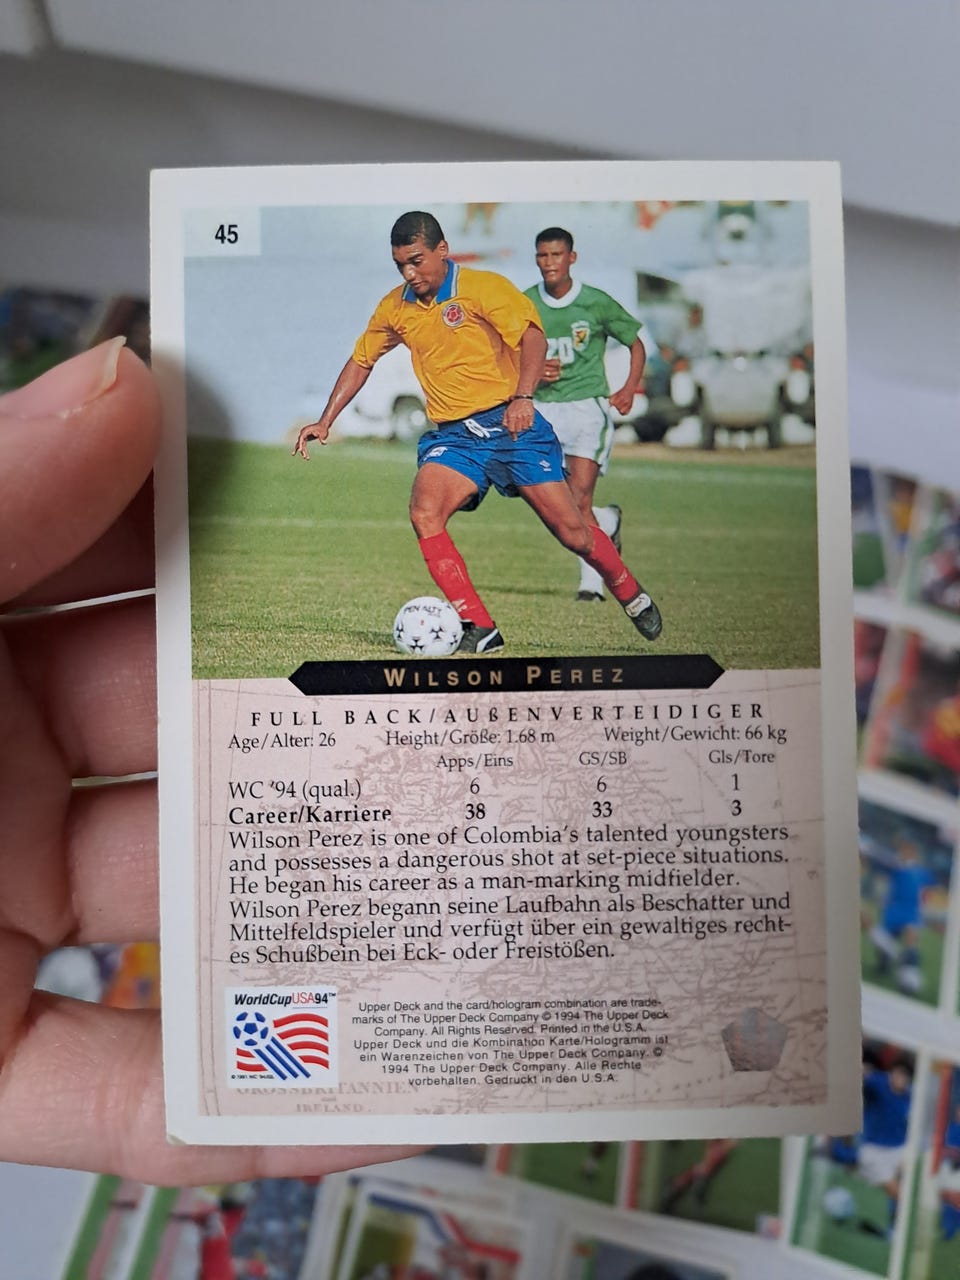 45
20
PENALTY
WILSON PEREZ
FULL BACK/AUßENVERTEIDIGER
Age/Alter: 26 Height/Größe: 1.68 m Weight/Gewicht: 66 kg
Apps/Eins GS/SB Gls/Tore
WC '94 (qual.) 6 6 1
Career/Karriere 38 33 3
Wilson Perez is one of Colombia's talented youngsters
and possesses a dangerous shot at set-piece situations.
He began his career as a man-marking midfielder.
Wilson Perez begann seine Laufbahn als Beschatter und
Mittelfeldspieler und verfügt über ein gewaltiges recht-
es Schußbein bei Eck- oder Freistößen.
WorldCupUSA94™
Upper Deck and the card/hologram combination are trade-
marks of The Upper Deck Company © 1994 The Upper Deck
Company. All Rights Reserved. Printed in the U.S.A.
Upper Deck und die Kombination Karte/Hologramm ist
ein Warenzeichen von The Upper Deck Company. ©
1994 The Upper Deck Company. Alle Rechte
vorbehalten. Gedruckt in den U.S.A.
GROSSBRITANNIEN
IRELAND.